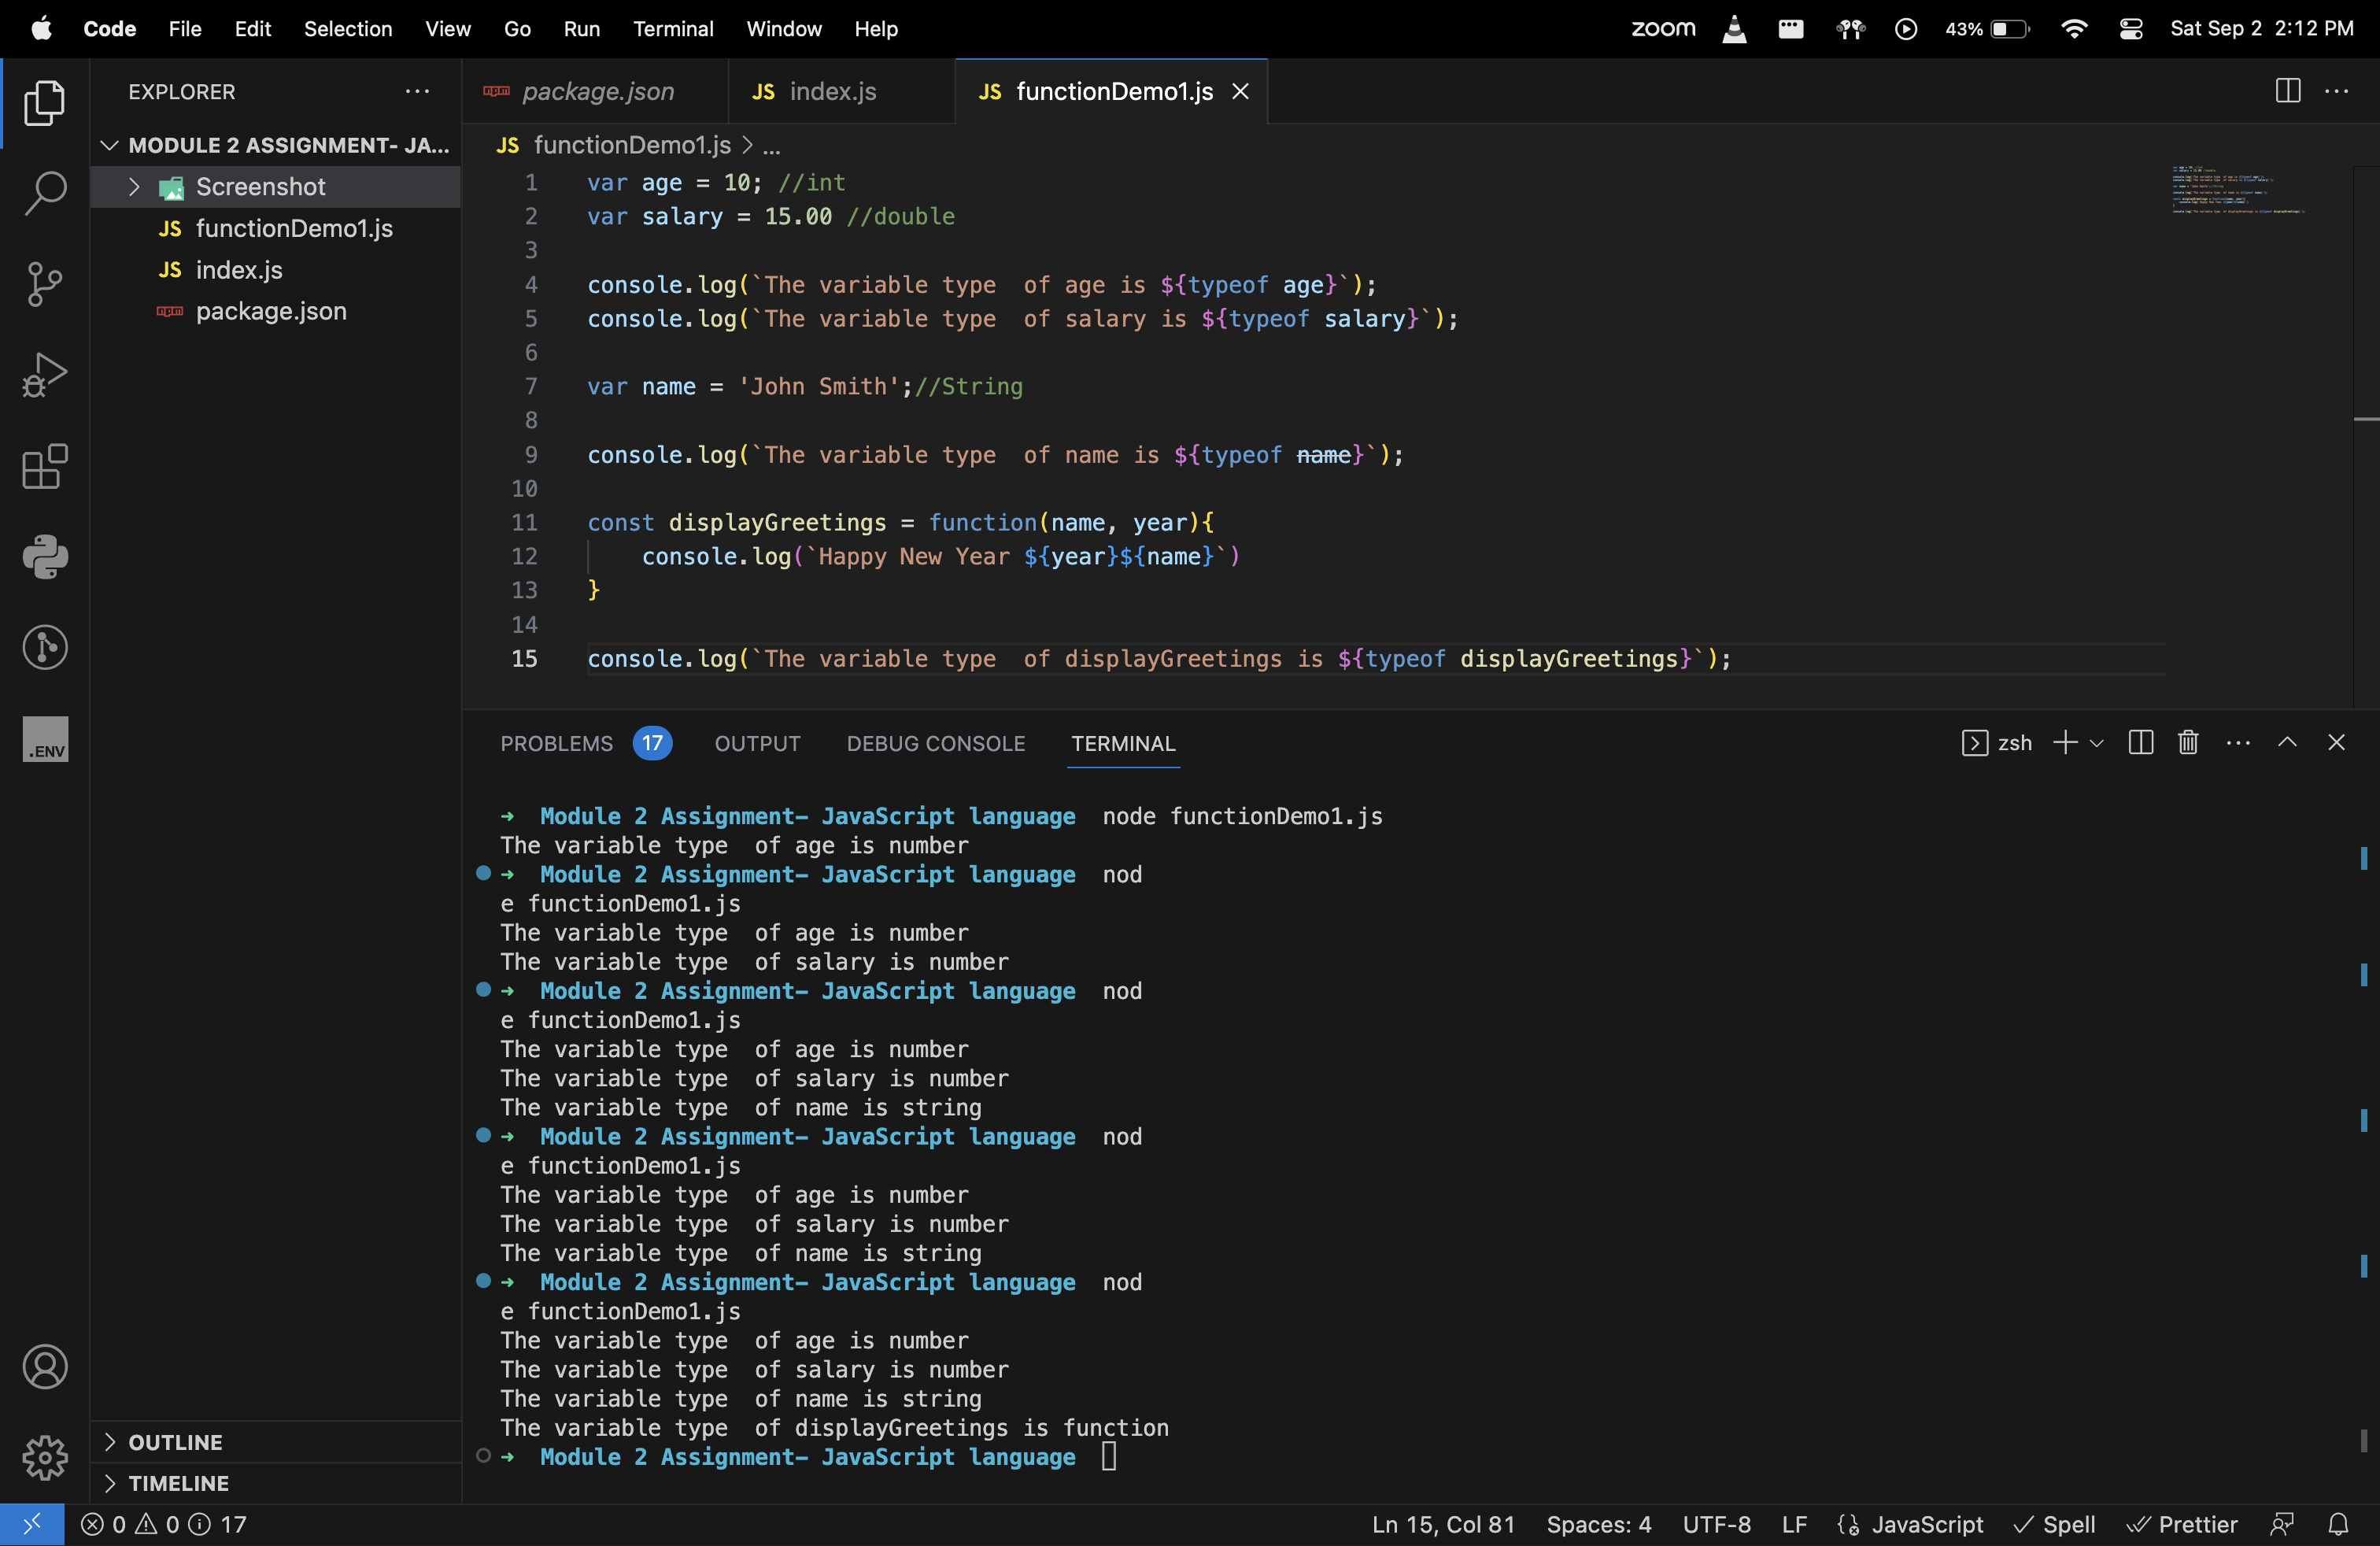 Code File Edit Selection View Go Run Terminal Window Help zoom 43% Sat Sep 2 2:12 PM
EXPLORER
MODULE 2 ASSIGNMENT- JA...
Screenshot
JS functionDemo1.js
JS index.js
package.json
OUTLINE
TIMELINE
.ENV
package.json JS index.js JS functionDemo1.js
JS functionDemo1.js > ...
1 var age = 10; //int
2 var salary = 15.00 //double
3
4 console.log(`The variable type  of age is ${typeof age}`);
5 console.log(`The variable type  of salary is ${typeof salary}`);
6
7 var name = 'John Smith';//String
8
9 console.log(`The variable type  of name is ${typeof name}`);
10
11 const displayGreetings = function(name, year){
12     console.log(`Happy New Year ${year}${name}`)
13 }
14
15 console.log(`The variable type  of displayGreetings is ${typeof displayGreetings}`);
PROBLEMS 17 OUTPUT DEBUG CONSOLE TERMINAL zsh
➜  Module 2 Assignment- JavaScript language  node functionDemo1.js
The variable type  of age is number
➜  Module 2 Assignment- JavaScript language  nod
e functionDemo1.js
The variable type  of age is number
The variable type  of salary is number
➜  Module 2 Assignment- JavaScript language  nod
e functionDemo1.js
The variable type  of age is number
The variable type  of salary is number
The variable type  of name is string
➜  Module 2 Assignment- JavaScript language  nod
e functionDemo1.js
The variable type  of age is number
The variable type  of salary is number
The variable type  of name is string
➜  Module 2 Assignment- JavaScript language  nod
e functionDemo1.js
The variable type  of age is number
The variable type  of salary is number
The variable type  of name is string
The variable type  of displayGreetings is function
➜  Module 2 Assignment- JavaScript language
0 0 17 Ln 15, Col 81 Spaces: 4 UTF-8 LF JavaScript Spell Prettier